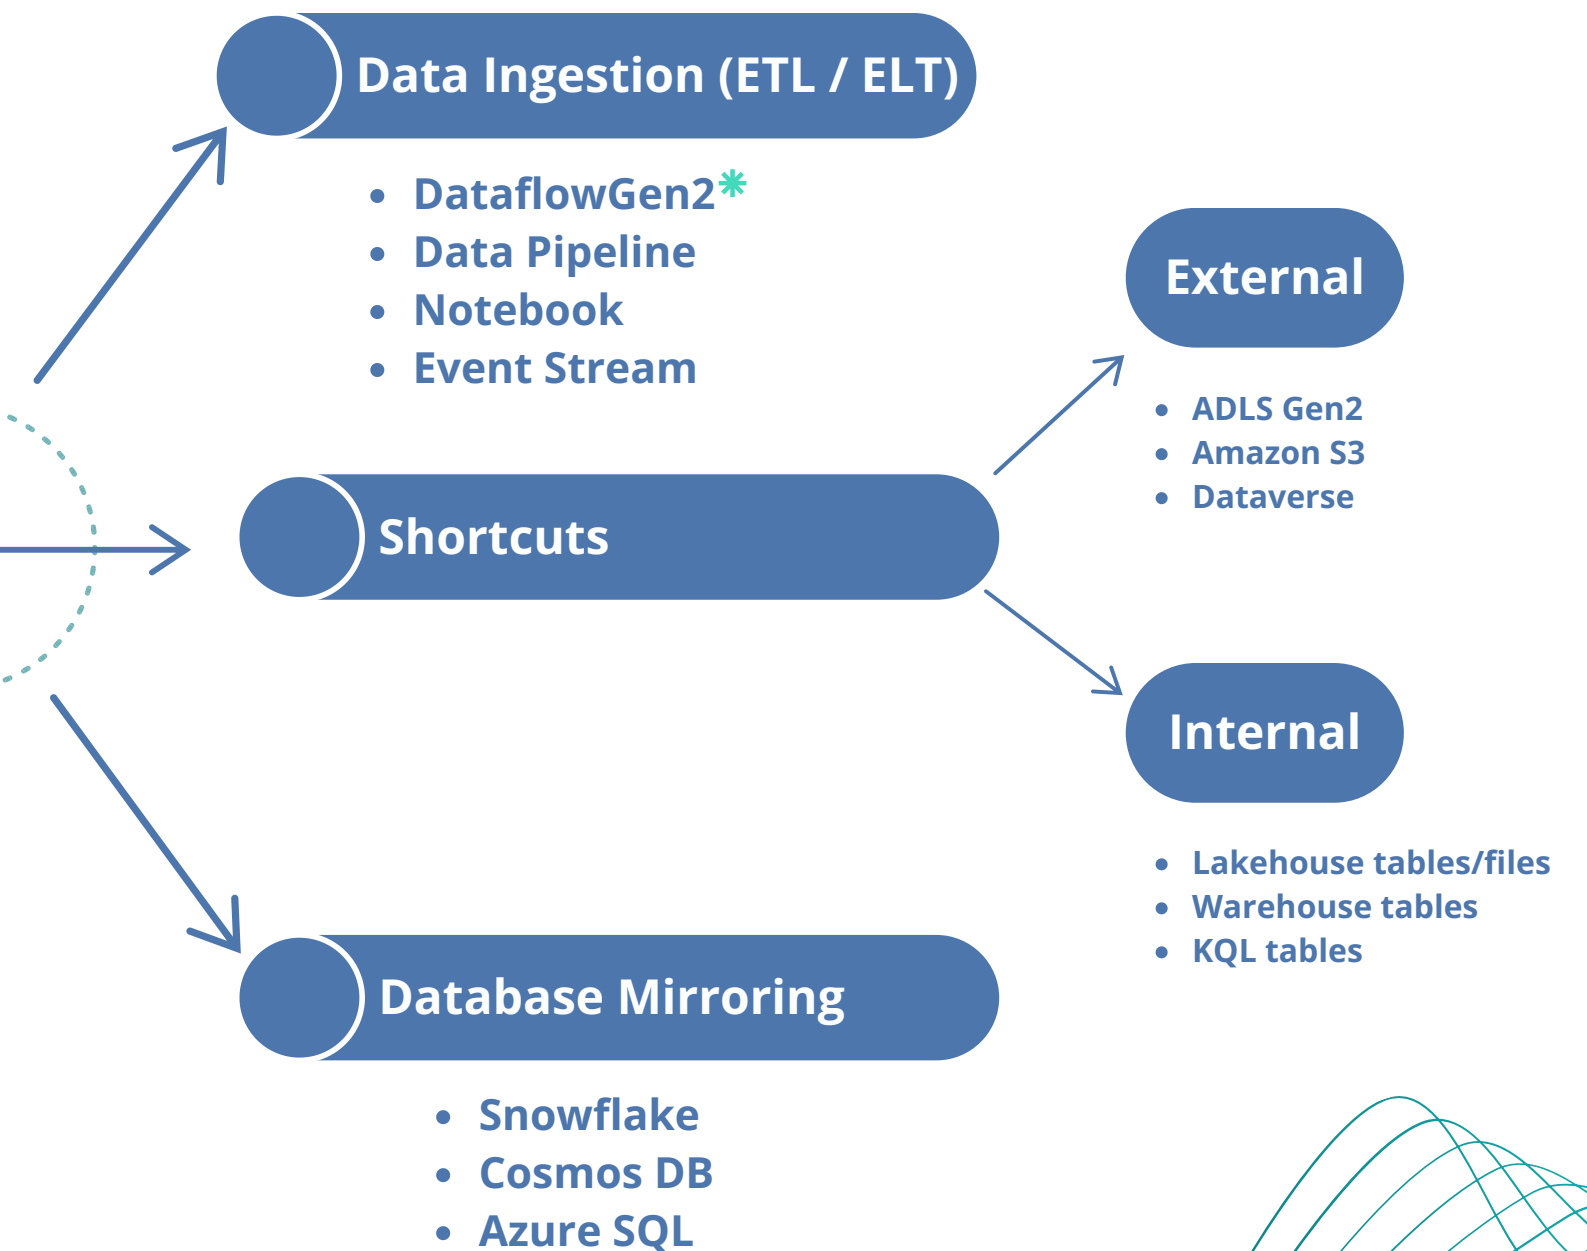 Data Ingestion (ETL / ELT)
• DataflowGen2*
• Data Pipeline
• Notebook
• Event Stream
Shortcuts
External
• ADLS Gen2
• Amazon S3
• Dataverse
Internal
• Lakehouse tables/files
• Warehouse tables
• KQL tables
Database Mirroring
• Snowflake
• Cosmos DB
• Azure SQL